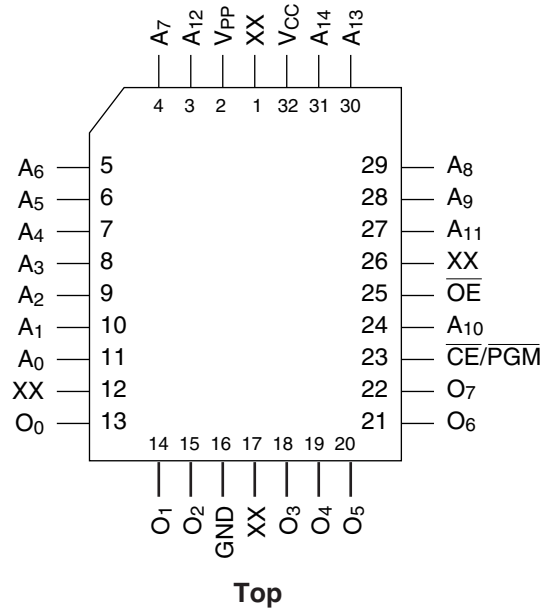 A7 A12 VPP XX VCC A14 A13
4 3 2 1 32 31 30
A6 5 29 A8
A5 6 28 A9
A4 7 27 A11
A3 8 26 XX
A2 9 25 OE
A1 10 24 A10
A0 11 23 CE/PGM
XX 12 22 O7
O0 13 21 O6
14 15 16 17 18 19 20
O1 O2 GND XX O3 O4 O5
Top